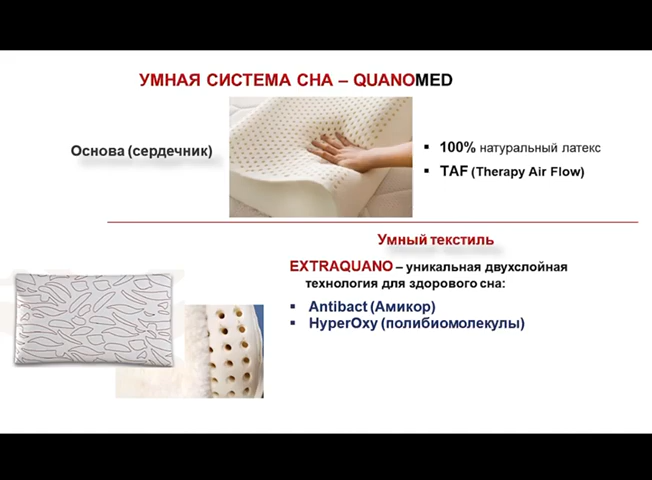 УМНАЯ СИСТЕМА СНА – QUANOMED
Основа (сердечник)
▪ 100% натуральный латекс
▪ TAF (Therapy Air Flow)
Умный текстиль
EXTRAQUANO – уникальная двухслойная
технология для здорового сна:
▪ Antibact (Амикор)
▪ HyperOxy (полибиомолекулы)